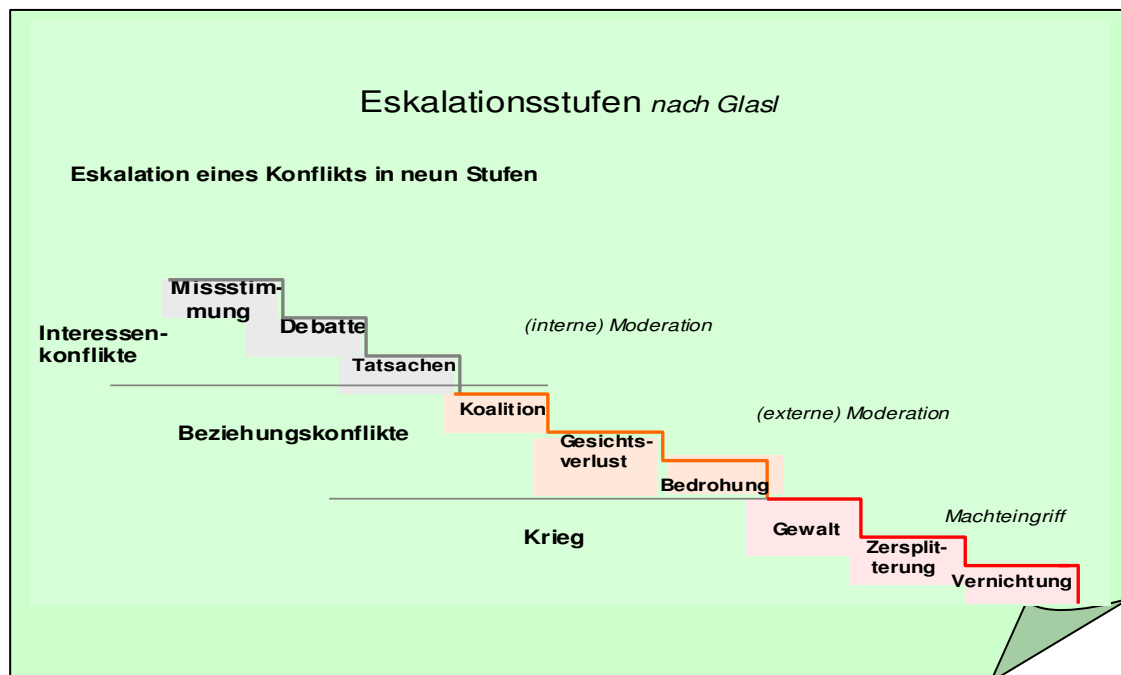 Eskalationsstufen nach Glasl
Eskalation eines Konflikts in neun Stufen
Missstim-
mung
Debatte
Tatsachen
Interessen-
konflikte
(interne) Moderation
Koalition
Gesichts-
verlust
Bedrohung
Beziehungskonflikte
(externe) Moderation
Gewalt
Zersplit-
terung
Vernichtung
Krieg
Machteingriff